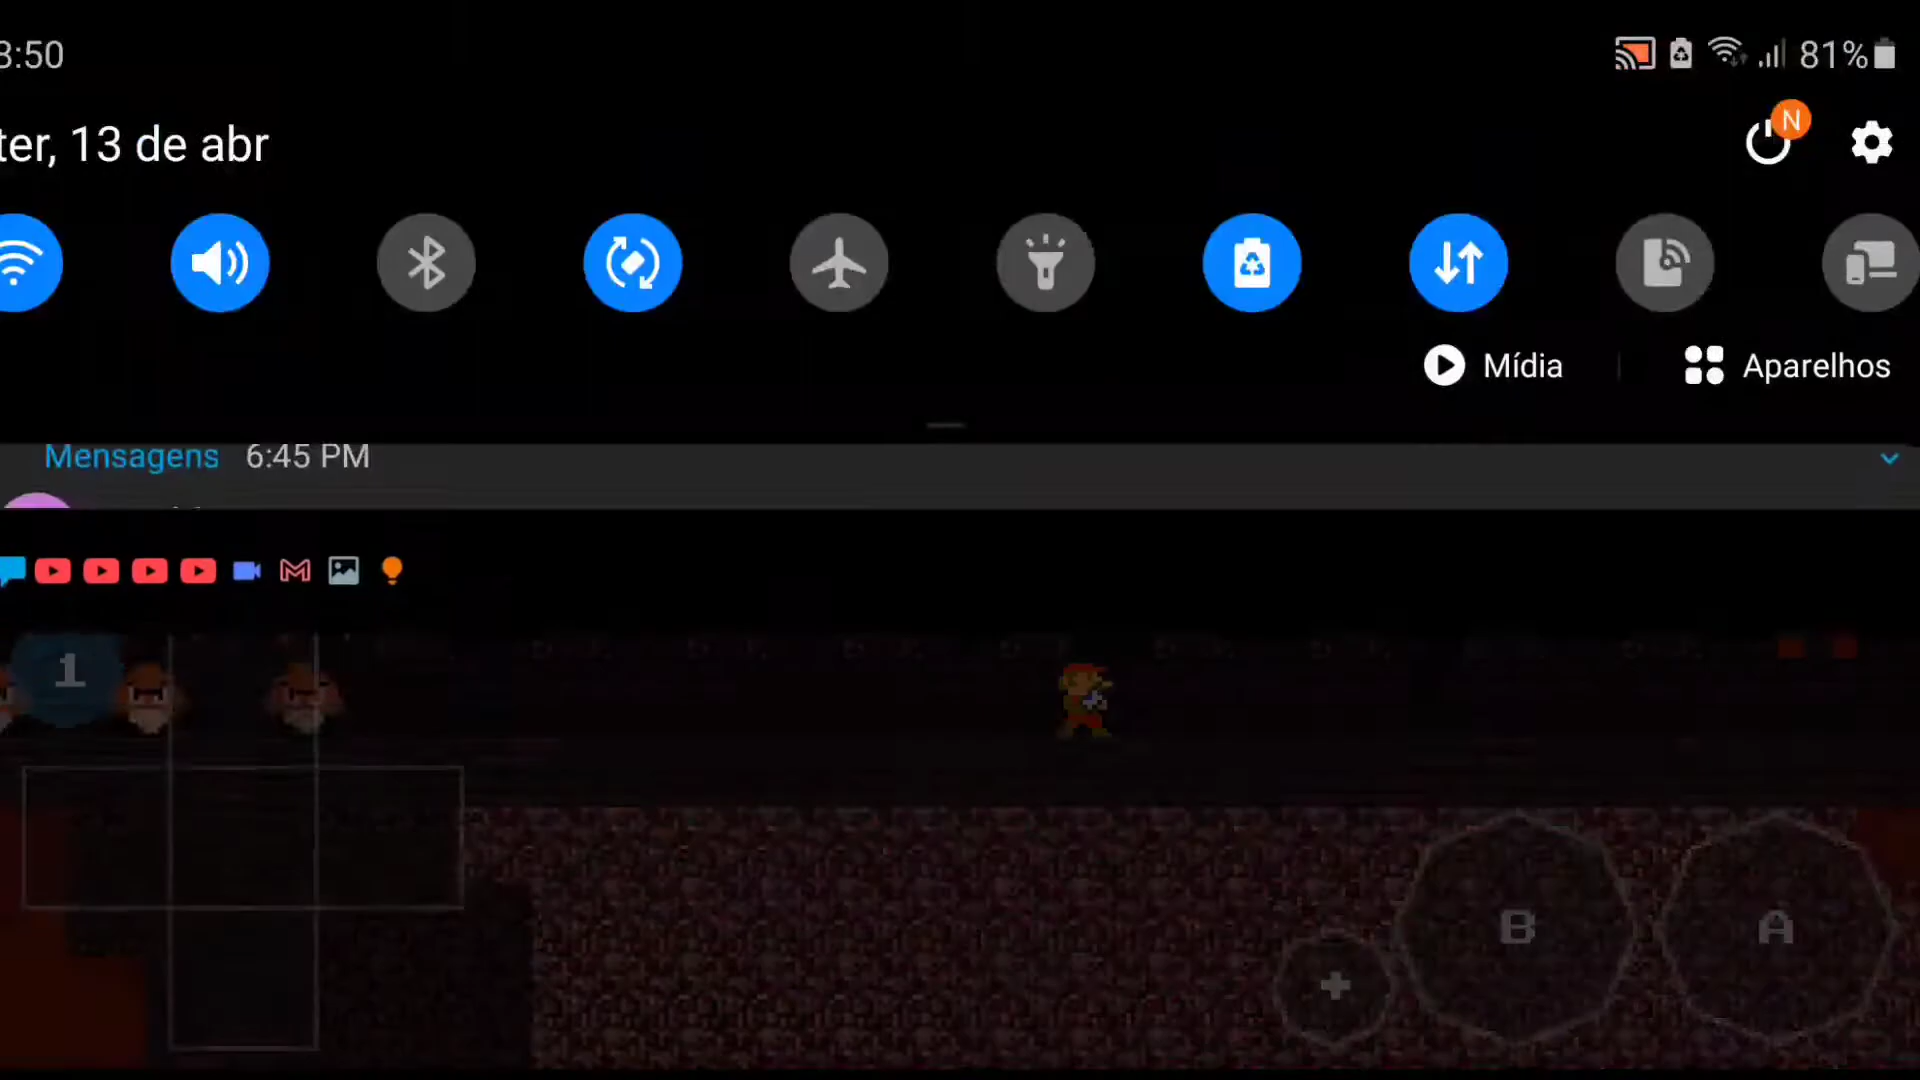 3:50
81%
ter, 13 de abr
N
Mídia
Aparelhos
Mensagens 6:45 PM
1
B
A